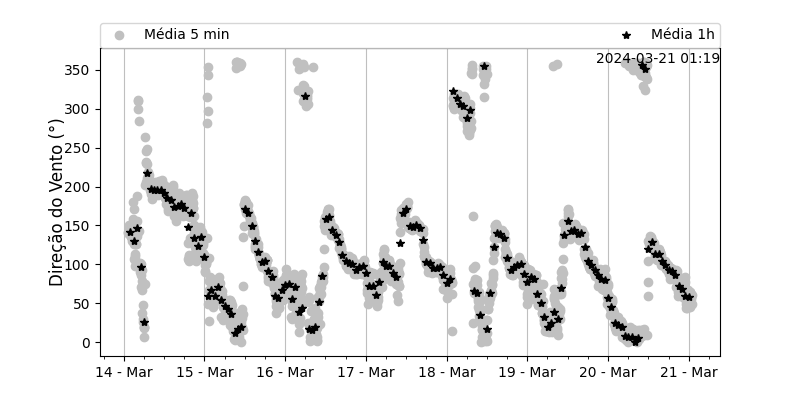 Média 5 min
Média 1h
2024-03-21 01:19
Direção do Vento (°)
350
300
250
200
150
100
50
0
14 - Mar
15 - Mar
16 - Mar
17 - Mar
18 - Mar
19 - Mar
20 - Mar
21 - Mar